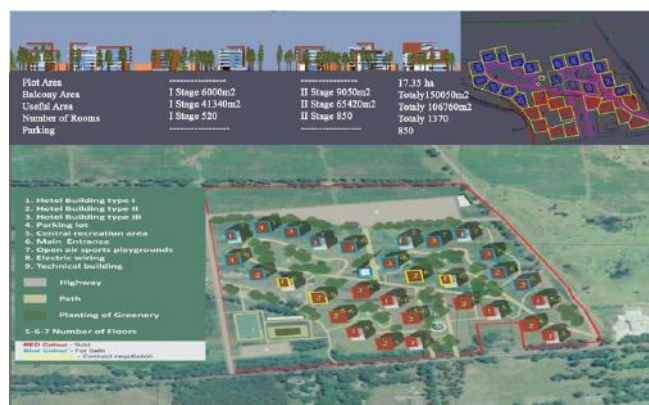 Plot Area ---------------- ---------------- 17.35 ha
Balcony Area I Stage 6000m2 II Stage 9050m2 Totaly150050m2
Useful Area I Stage 41340m2 II Stage 65420m2 Totaly 106760m2
Number of Rooms I Stage 520 II Stage 850 Totaly 1370
Parking ---------------- ---------------- 850
1. Hotel Building type I
2. Hotel Building type II
3. Hotel Building type III
4. Parking lot
5. Central recreation area
6. Main Entrance
7. Open air sports playgrounds
8. Electric wiring
9. Technical building
Highway
Path
Planting of Greenery
5-6-7 Number of Floors
RED Colour - Sold
Blue Colour - For Sale
- Contract negotiation